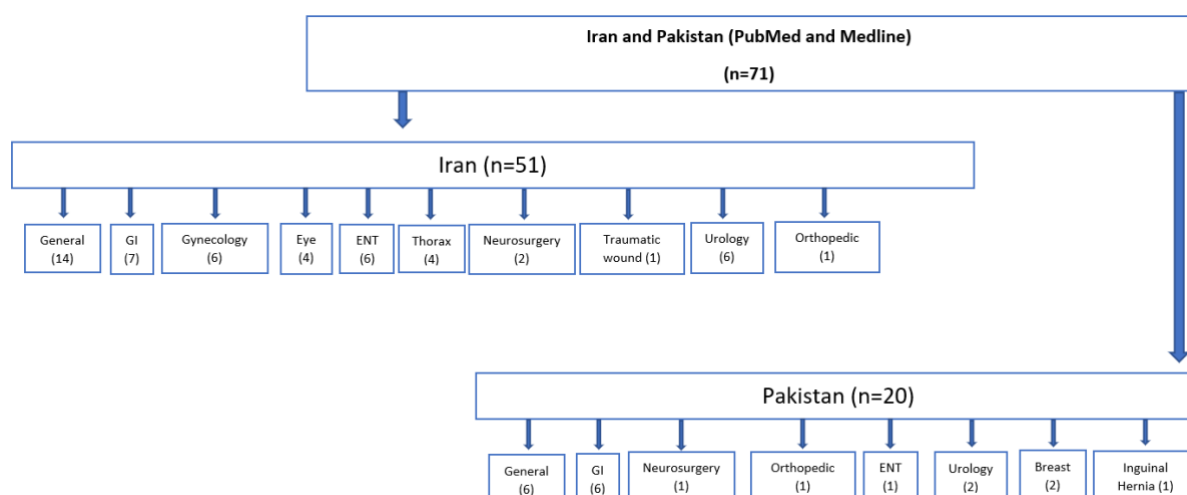 Iran and Pakistan (PubMed and Medline)
(n=71)
Iran (n=51)
General
(14)
GI
(7)
Gynecology
(6)
Eye
(4)
ENT
(6)
Thorax
(4)
Neurosurgery
(2)
Traumatic
wound (1)
Urology
(6)
Orthopedic
(1)
Pakistan (n=20)
General
(6)
GI
(6)
Neurosurgery
(1)
Orthopedic
(1)
ENT
(1)
Urology
(2)
Breast
(2)
Inguinal
Hernia (1)